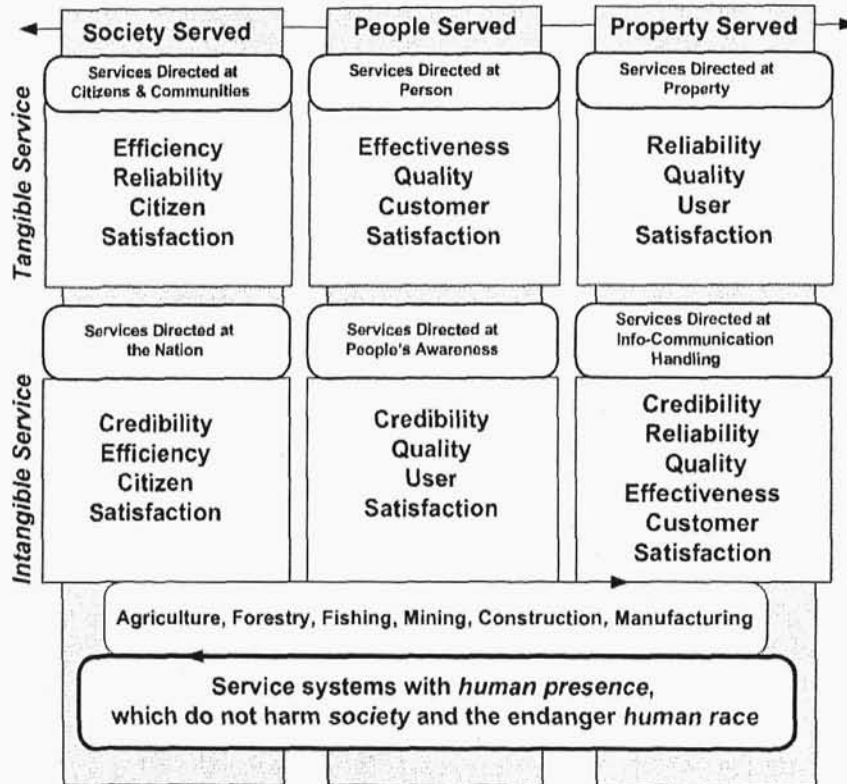 Society Served
People Served
Property Served
Tangible Service
Services Directed at
Citizens & Communities
Services Directed at
Person
Services Directed at
Property
Efficiency
Reliability
Citizen
Satisfaction
Effectiveness
Quality
Customer
Satisfaction
Reliability
Quality
User
Satisfaction
Intangible Service
Services Directed at
the Nation
Services Directed at
People's Awareness
Services Directed at
Info-Communication
Handling
Credibility
Efficiency
Citizen
Satisfaction
Credibility
Quality
User
Satisfaction
Credibility
Reliability
Quality
Effectiveness
Customer
Satisfaction
Agriculture, Forestry, Fishing, Mining, Construction, Manufacturing
Service systems with human presence,
which do not harm society and the endanger human race